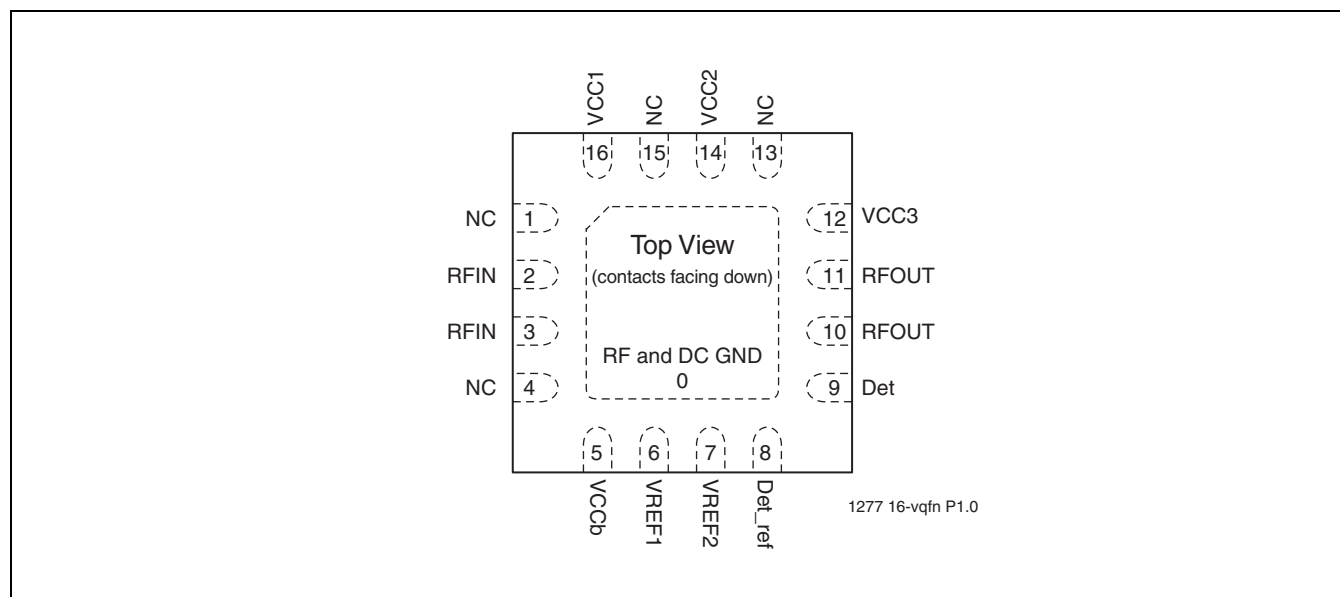 VCC1
NC
VCC2
NC
16
15
14
13
NC 1
12 VCC3
Top View
RFIN 2
(contacts facing down)
11 RFOUT
RFIN 3
10 RFOUT
RF and DC GND
0
NC 4
9 Det
5
6
7
8
VCCb
VREF1
VREF2
Det_ref
1277 16-vqfn P1.0